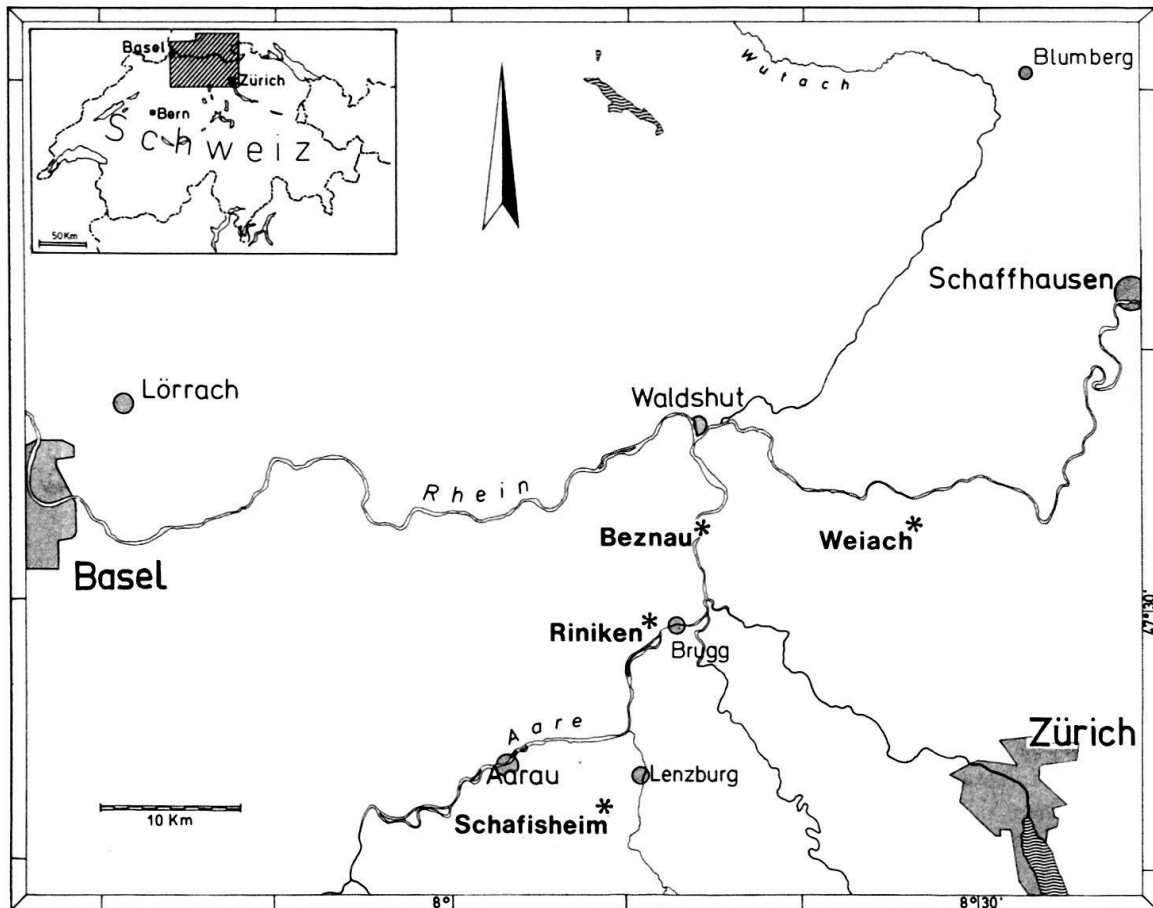 Basel
Zürich
Bern
Schweiz
50 Km
Wutach
Blumberg
Schaffhausen
Lörrach
Waldshut
Rhein
Beznau*
Weiach*
Basel
47°30'
Riniken*
Brugg
Aare
Zürich
Aarau
Lenzburg
10 Km
Schafisheim*
8°
8°30'